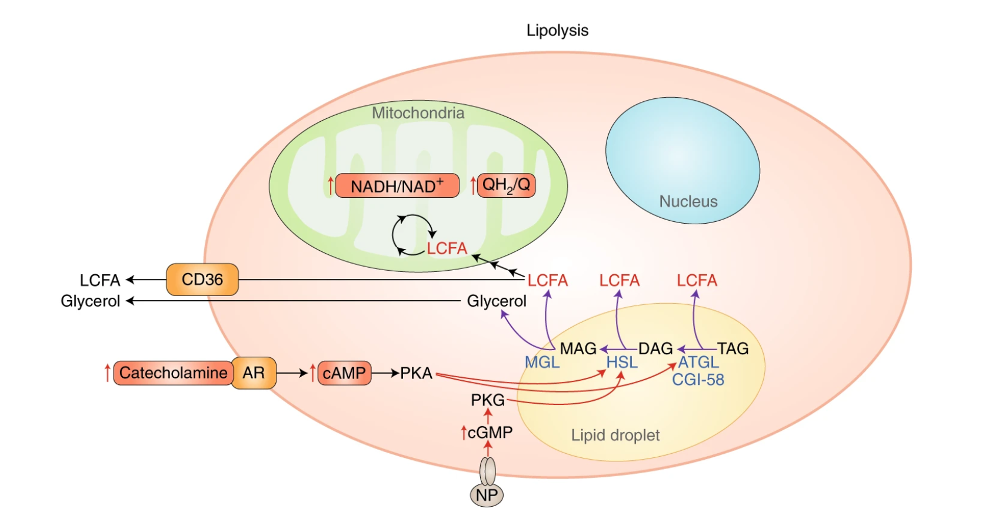 Lipolysis
Mitochondria
NADH/NAD⁺
QH₂/Q
Nucleus
LCFA
LCFA
CD36
LCFA
LCFA
LCFA
Glycerol
Glycerol
MAG
DAG
TAG
MGL
HSL
ATGL
CGI-58
Catecholamine
AR
cAMP
PKA
PKG
cGMP
Lipid droplet
NP